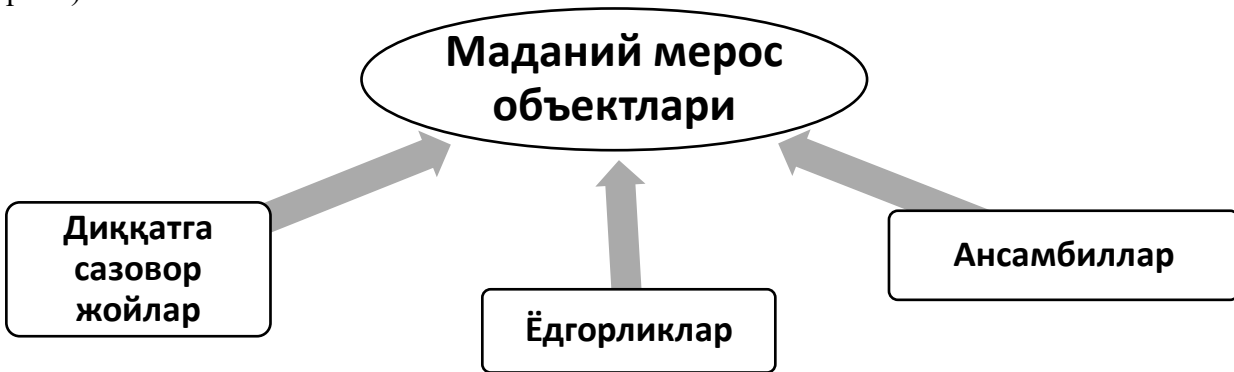 Маданий мерос
объектлари
Диққатга
сазовор
жойлар
Ёдгорликлар
Ансамбиллар